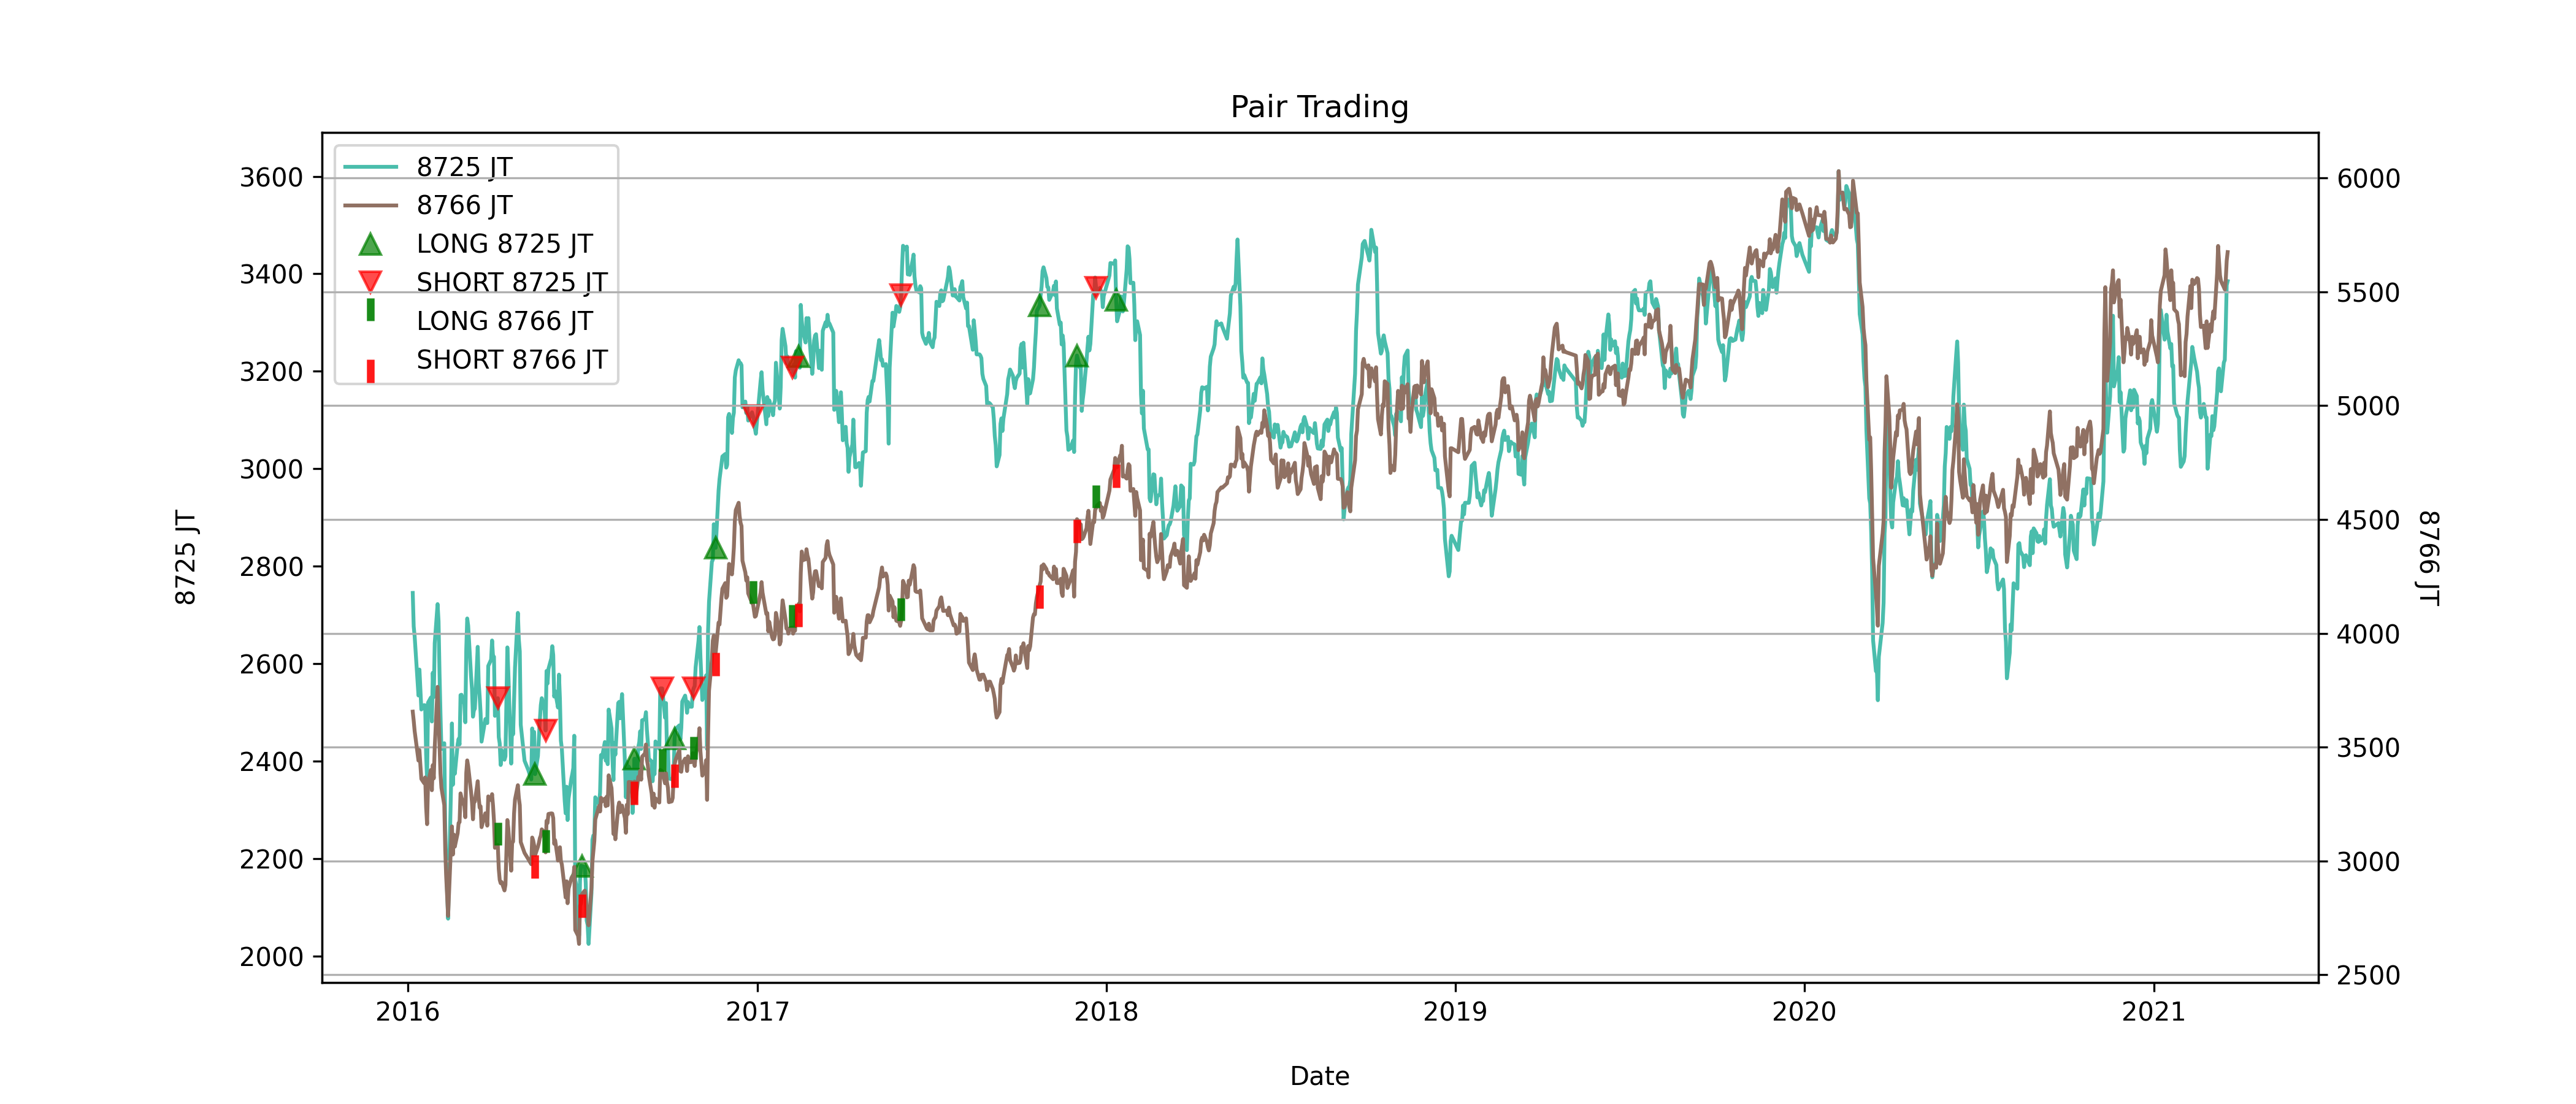 Pair Trading
8725 JT
8766 JT
LONG 8725 JT
SHORT 8725 JT
LONG 8766 JT
SHORT 8766 JT
3600
3400
3200
3000
2800
2600
2400
2200
2000
8725 JT
6000
5500
5000
4500
4000
3500
3000
2500
8766 JT
2016 2017 2018 2019 2020 2021
Date